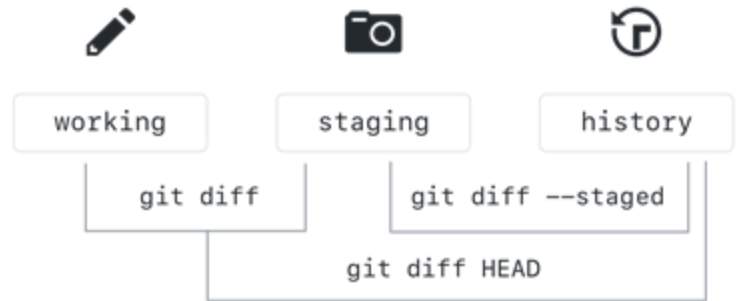 working staging history
git diff git diff --staged
git diff HEAD